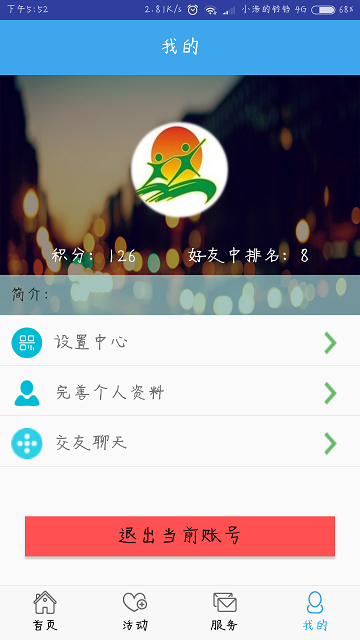 下午5:52 2.81K/s 小汤的铃铃 4G 68%
我的
积分：126 好友中排名：8
简介：
设置中心
完善个人资料
交友聊天
退出当前账号
首页 活动 服务 我的